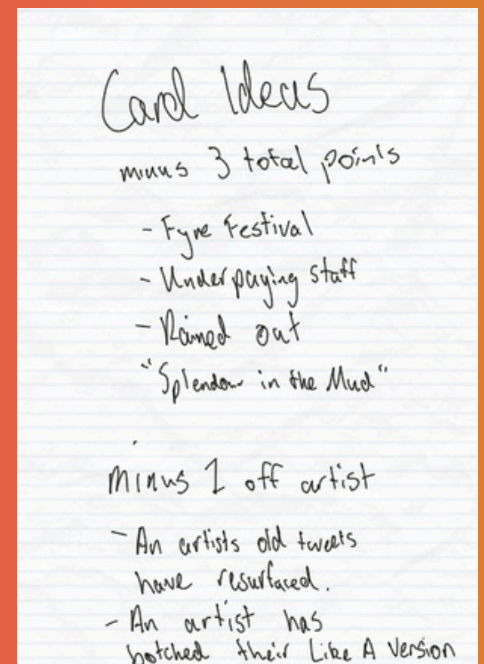 Card Ideas
minus 3 total points
- Fyre Festival
- Underpaying staff
- Rained out
"Splendour in the Mud"
minus 1 off artist
- An artists old tweets
have resurfaced.
- An artist has
botched their Like A Version